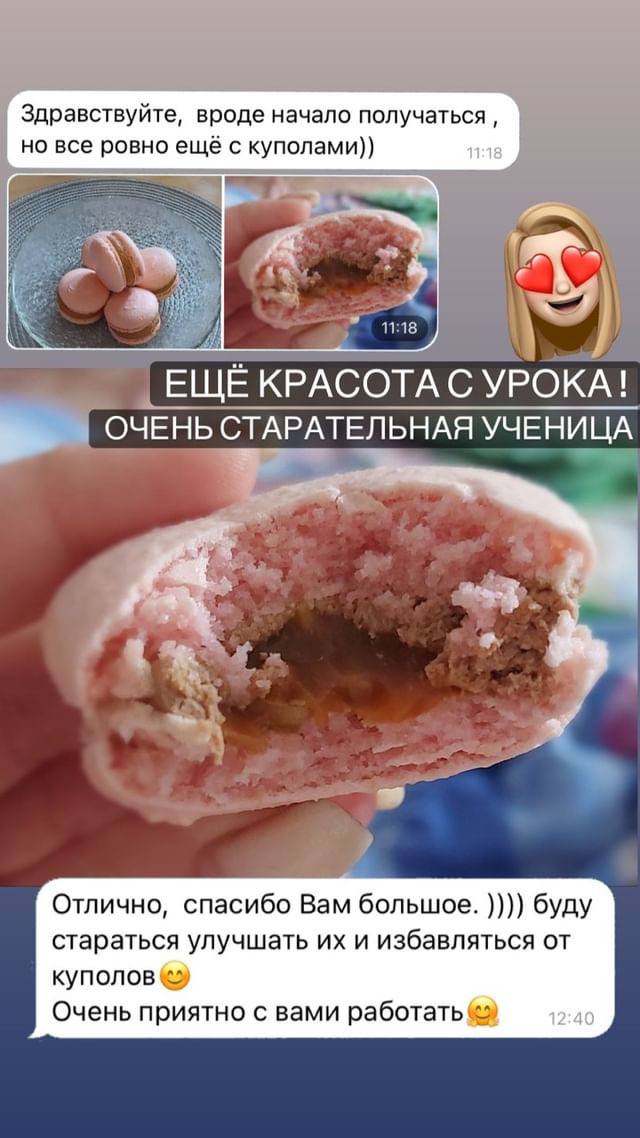 Здравствуйте, вроде начало получаться ,
но все ровно ещё с куполами))
11:18
11:18
ЕЩЁ КРАСОТА С УРОКА !
ОЧЕНЬ СТАРАТЕЛЬНАЯ УЧЕНИЦА
Отлично, спасибо Вам большое. )))) буду
стараться улучшать их и избавляться от
куполов😊
Очень приятно с вами работать🤗
12:40